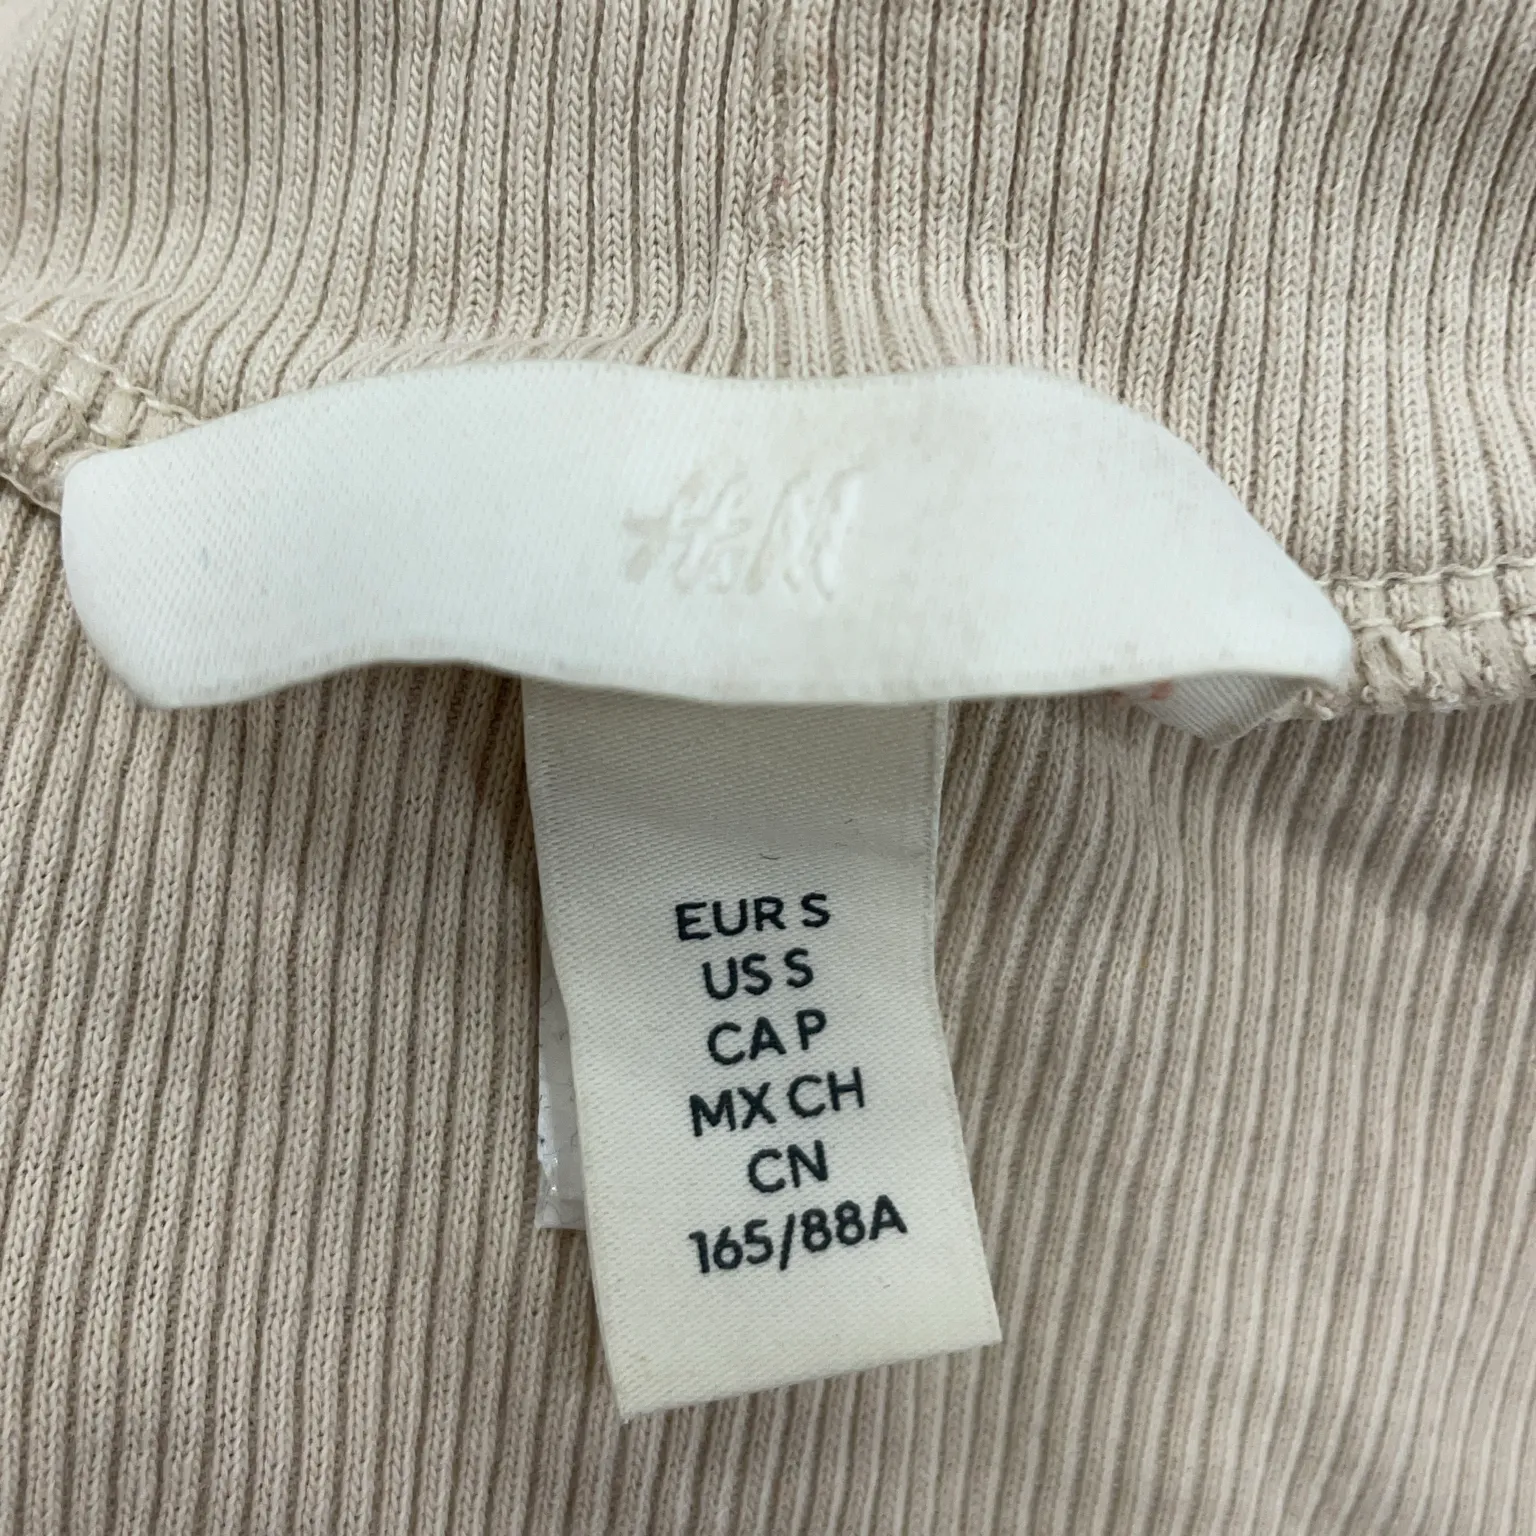 H&M
EUR S
US S
CA P
MX CH
CN
165/88A